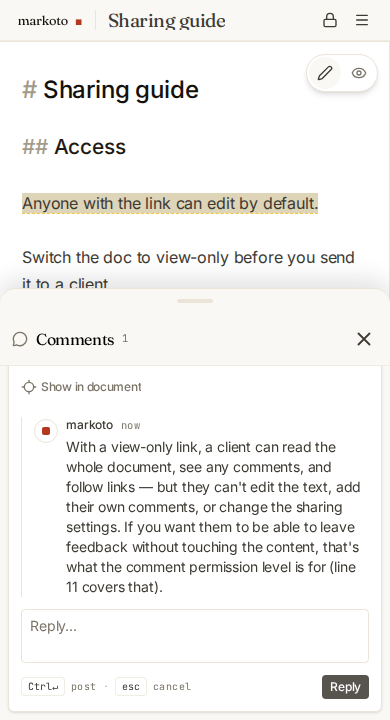 markoto
Sharing guide
# Sharing guide
## Access
Anyone with the link can edit by default.
Switch the doc to view-only before you send
it to a client
Comments 1
Show in document
markoto now
With a view-only link, a client can read the
whole document, see any comments, and
follow links — but they can't edit the text, add
their own comments, or change the sharing
settings. If you want them to be able to leave
feedback without touching the content, that's
what the comment permission level is for (line
11 covers that).
Reply...
Ctrl↵ post · esc cancel
Reply